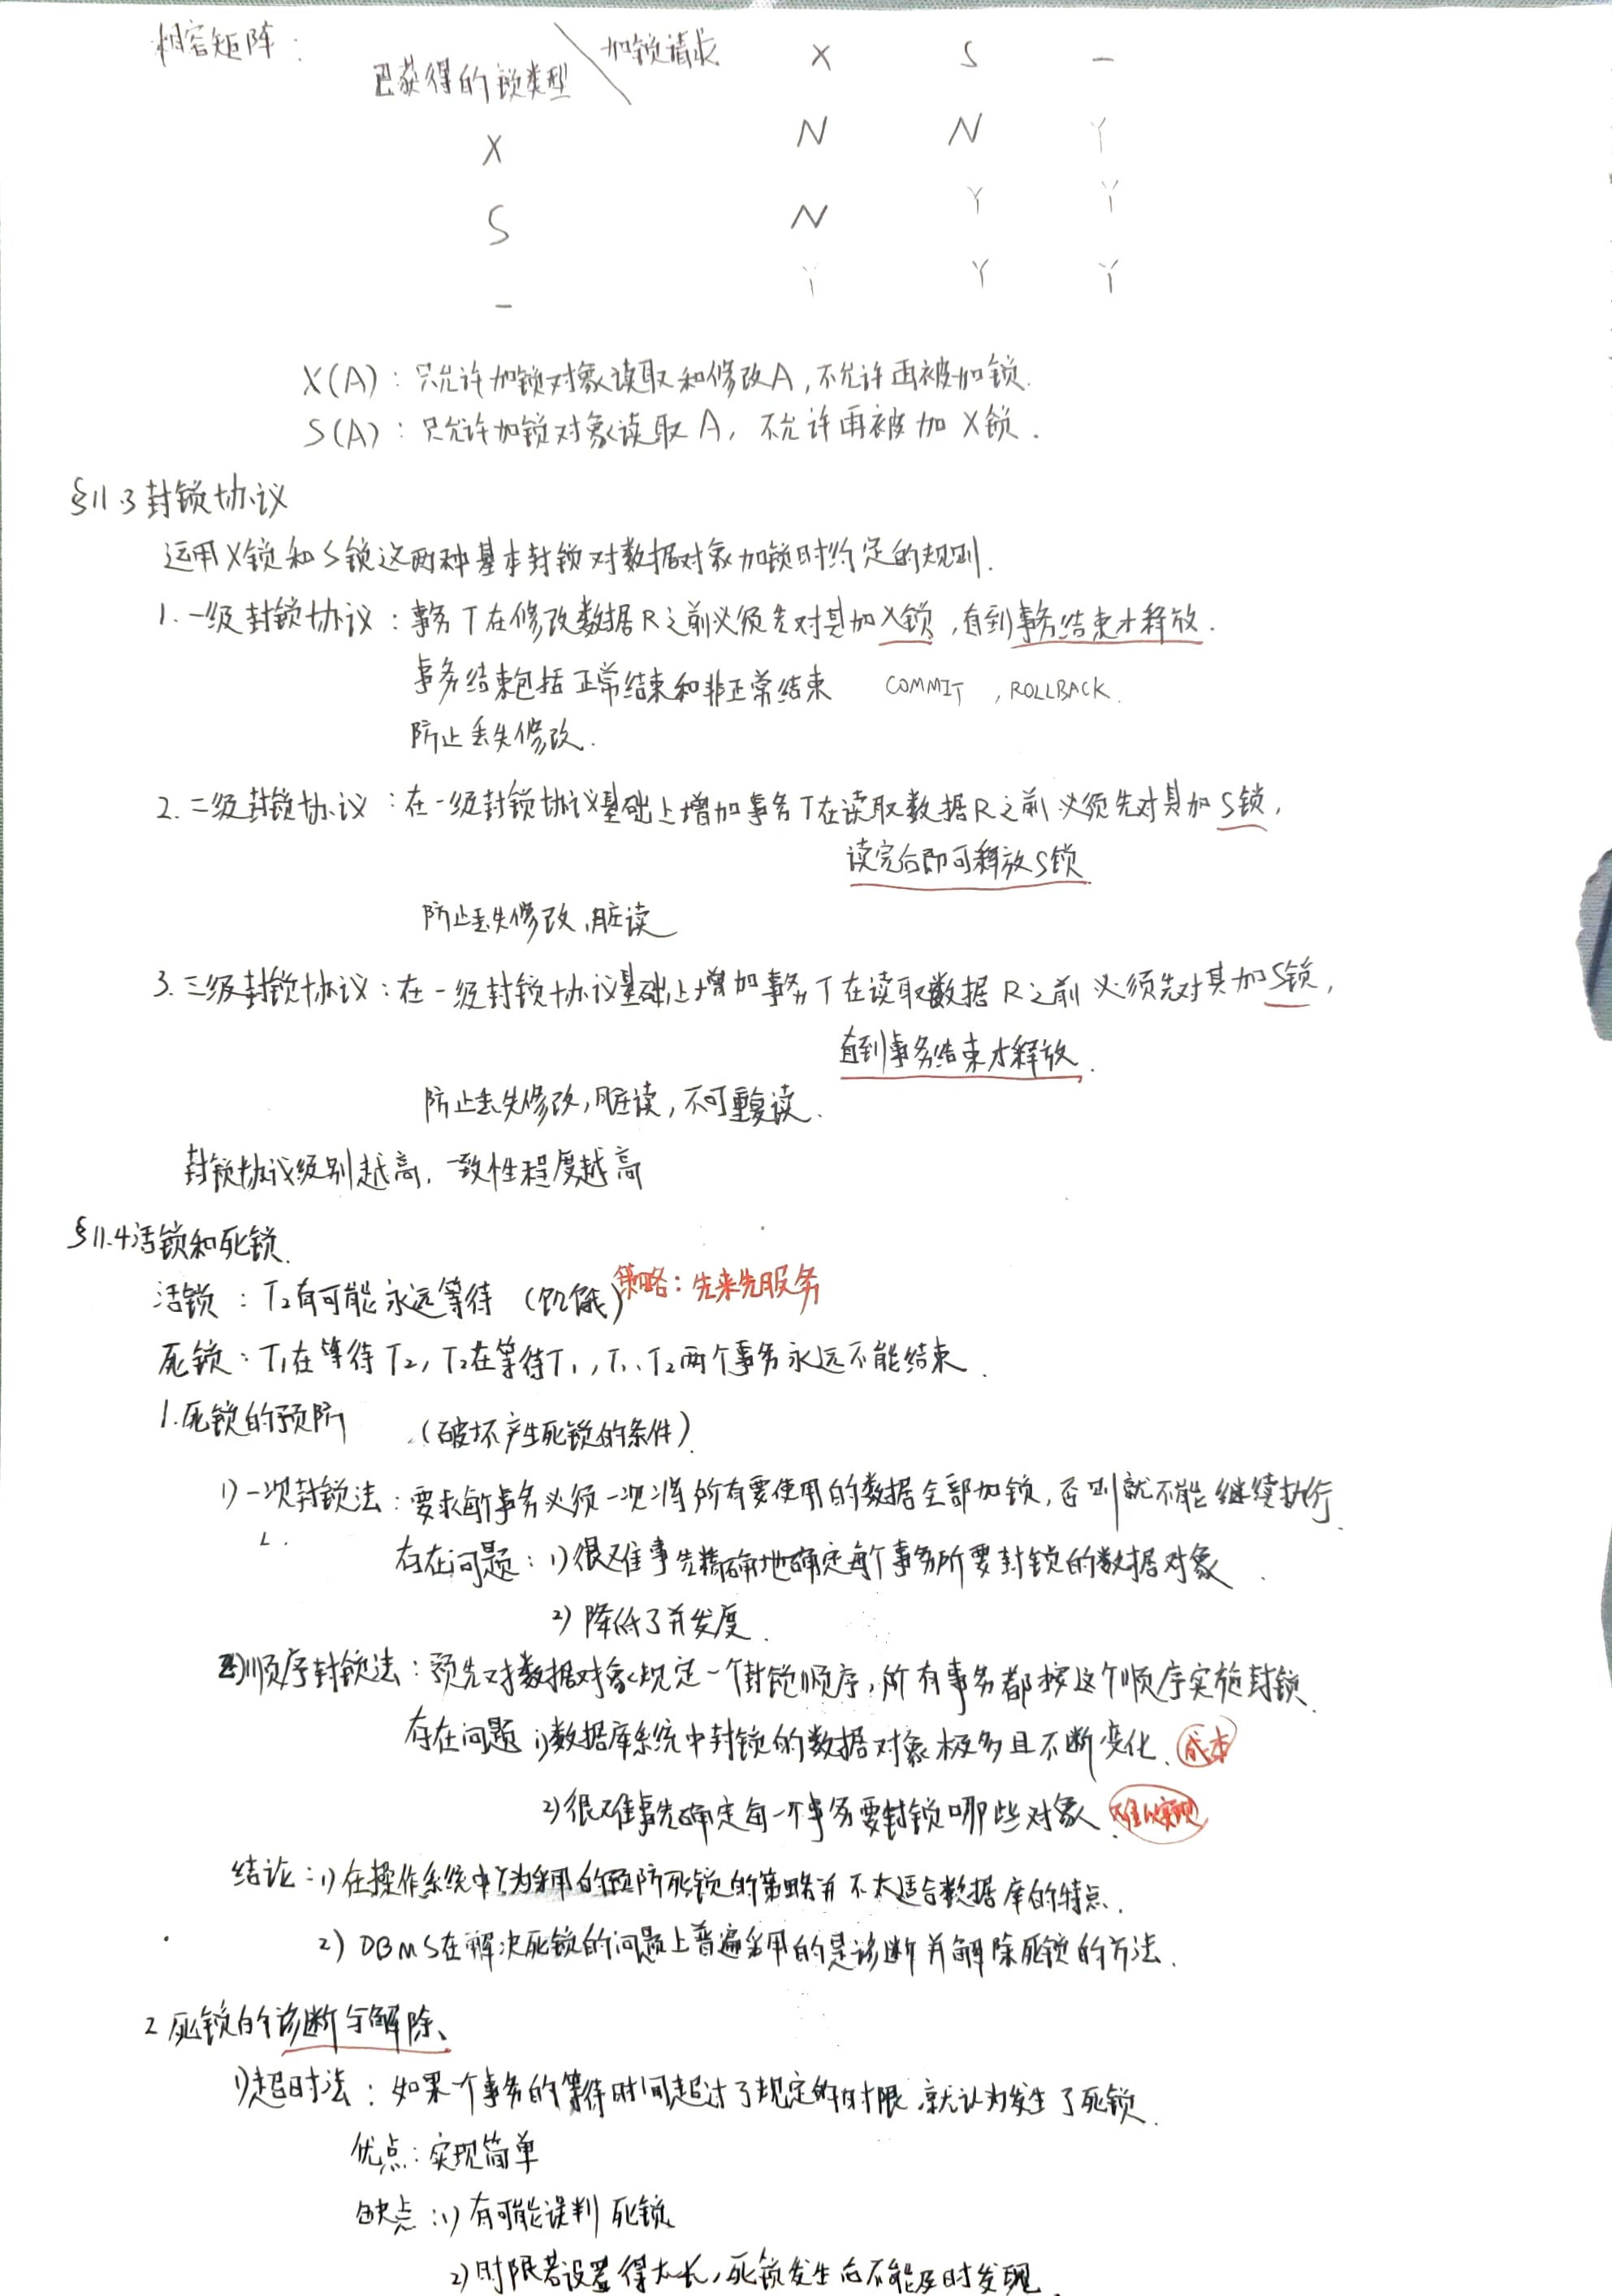 相容矩阵：
已获得的锁类型 \ 加锁请求 X S —
X N N Y
S N Y Y
— Y Y Y
X(A)：只允许加锁对象读取和修改A，不允许再被加锁.
S(A)：只允许加锁对象读取A，不允许再被加X锁.
§11.3 封锁协议
运用X锁和S锁这两种基本封锁对数据对象加锁时约定的规则.
1. 一级封锁协议：事务T在修改数据R之前必须先对其加X锁，直到事务结束才释放.
事务结束包括正常结束和非正常结束 COMMIT，ROLLBACK.
防止丢失修改.
2. 二级封锁协议：在一级封锁协议基础上增加事务T在读取数据R之前必须先对其加S锁，
读完后即可释放S锁
防止丢失修改，脏读
3. 三级封锁协议：在一级封锁协议基础上增加事务T在读取数据R之前必须先对其加S锁，
直到事务结束才释放.
防止丢失修改，脏读，不可重复读.
封锁协议级别越高，一致性程度越高
§11.4 活锁和死锁.
活锁：T₂有可能永远等待（饥饿）策略：先来先服务
死锁：T₁在等待T₂，T₂在等待T₁，T₁、T₂两个事务永远不能结束.
1. 死锁的预防 （破坏产生死锁的条件）
1) 一次封锁法：要求每个事务必须一次将所有要使用的数据全部加锁，否则就不能继续执行.
存在问题：1) 很难事先精确地确定每个事务所要封锁的数据对象.
2) 降低了并发度.
2) 顺序封锁法：预先对数据对象规定一个封锁顺序，所有事务都按这个顺序实施封锁.
存在问题 1) 数据库系统中封锁的数据对象极多且不断变化. 成本
2) 很难事先确定每一个事务要封锁哪些对象. 难以实现
结论：1) 在操作系统中广为采用的预防死锁的策略并不太适合数据库的特点.
2) DBMS在解决死锁的问题上普遍采用的是诊断并解除死锁的方法.
2 死锁的诊断与解除、
1) 超时法：如果一个事务的等待时间超过了规定的时限，就认为发生了死锁.
优点：实现简单
缺点：1) 有可能误判死锁
2) 时限若设置得太长，死锁发生后不能及时发现.